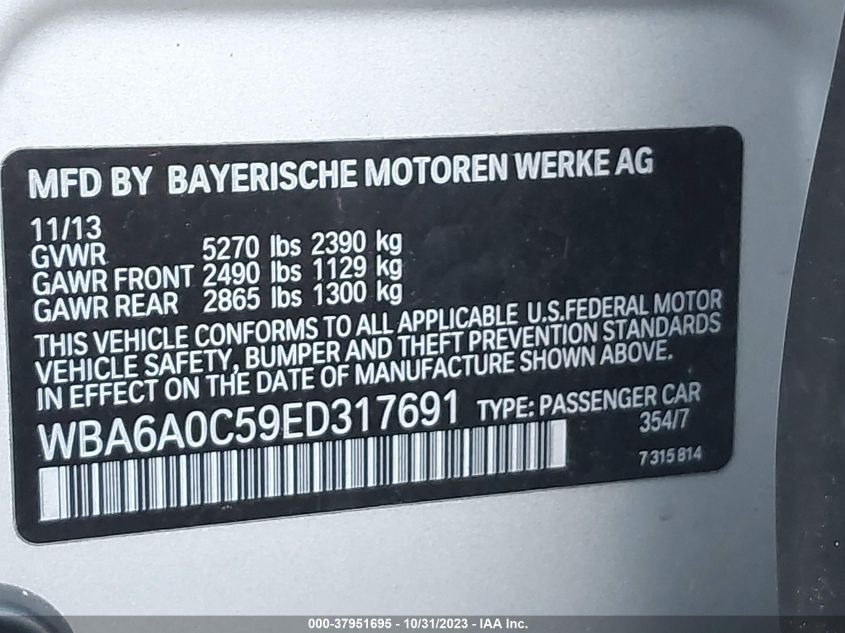 MFD BY BAYERISCHE MOTOREN WERKE AG
11/13
GVWR 5270 lbs 2390 kg
GAWR FRONT 2490 lbs 1129 kg
GAWR REAR 2865 lbs 1300 kg
THIS VEHICLE CONFORMS TO ALL APPLICABLE U.S.FEDERAL MOTOR
VEHICLE SAFETY, BUMPER AND THEFT PREVENTION STANDARDS
IN EFFECT ON THE DATE OF MANUFACTURE SHOWN ABOVE.
WBA6A0C59ED317691 TYPE: PASSENGER CAR
354/7
7 315 814
000-37951695 - 10/31/2023 - IAA Inc.